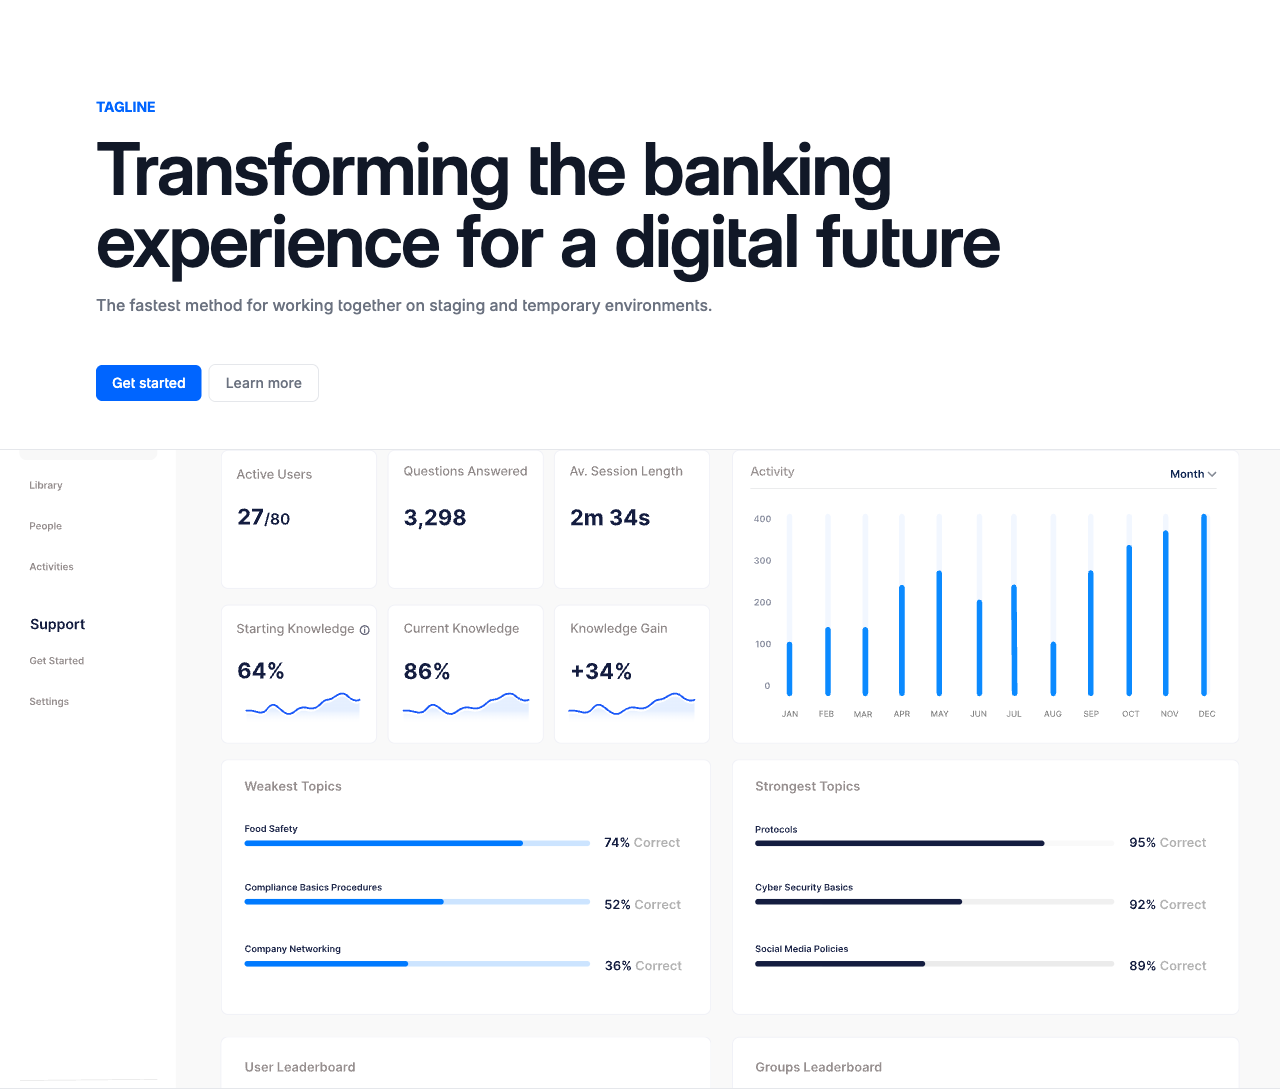 TAGLINE
Transforming the banking
experience for a digital future
The fastest method for working together on staging and temporary environments.
Get started
Learn more
Library
People
Activities
Support
Get Started
Settings
Active Users
27/80
Questions Answered
3,298
Av. Session Length
2m 34s
Starting Knowledge
64%
Current Knowledge
86%
Knowledge Gain
+34%
Activity
Month
400
300
200
100
0
JAN FEB MAR APR MAY JUN JUL AUG SEP OCT NOV DEC
Weakest Topics
Food Safety
74% Correct
Compliance Basics Procedures
52% Correct
Company Networking
36% Correct
Strongest Topics
Protocols
95% Correct
Cyber Security Basics
92% Correct
Social Media Policies
89% Correct
User Leaderboard
Groups Leaderboard